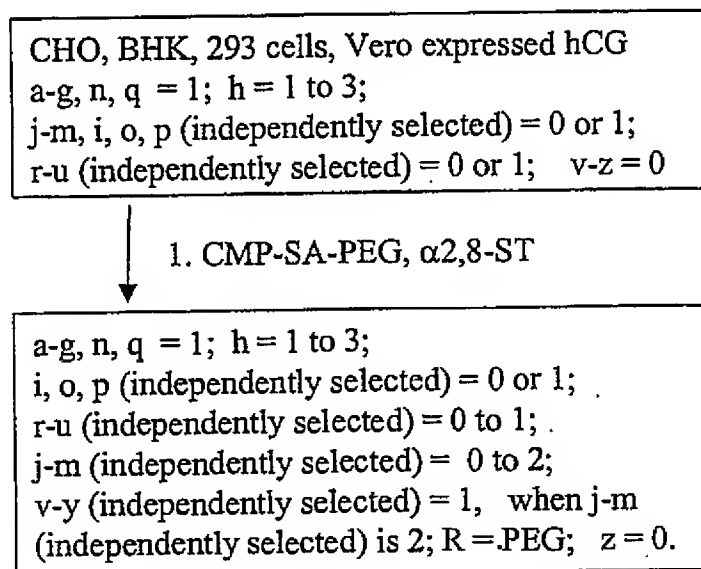 CHO, BHK, 293 cells, Vero expressed hCG
a-g, n, q = 1; h = 1 to 3;
j-m, i, o, p (independently selected) = 0 or 1;
r-u (independently selected) = 0 or 1; v-z = 0
1. CMP-SA-PEG, α2,8-ST
a-g, n, q = 1; h = 1 to 3;
i, o, p (independently selected) = 0 or 1;
r-u (independently selected) = 0 to 1;
j-m (independently selected) = 0 to 2;
v-y (independently selected) = 1, when j-m
(independently selected) is 2; R = PEG; z = 0.